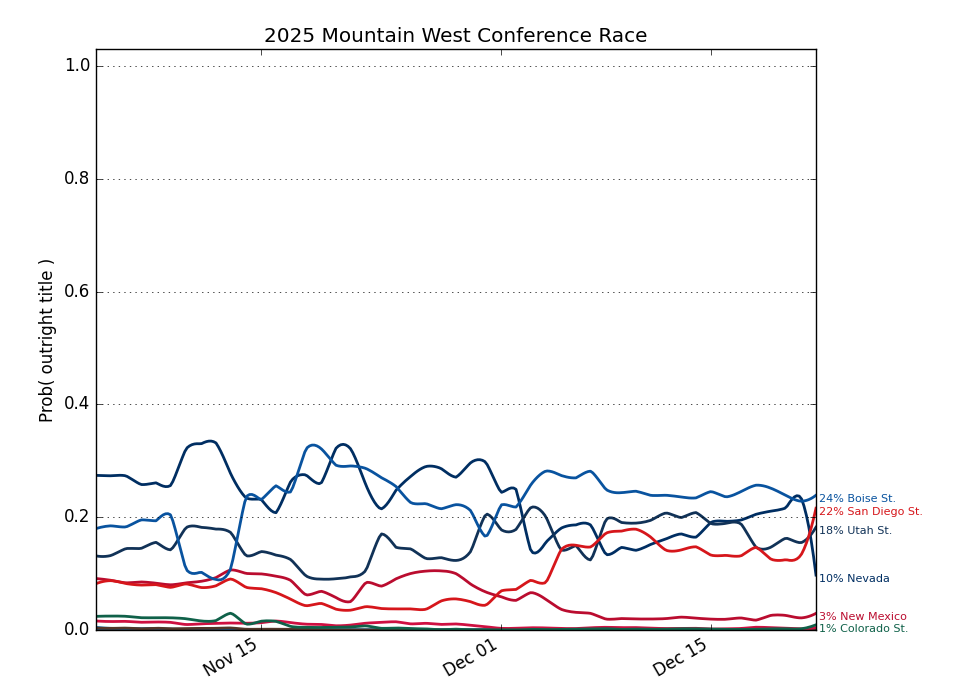 2025 Mountain West Conference Race
Prob( outright title )
1.0
0.8
0.6
0.4
0.2
0.0
Nov 15
Dec 01
Dec 15
24% Boise St.
22% San Diego St.
18% Utah St.
10% Nevada
3% New Mexico
1% Colorado St.